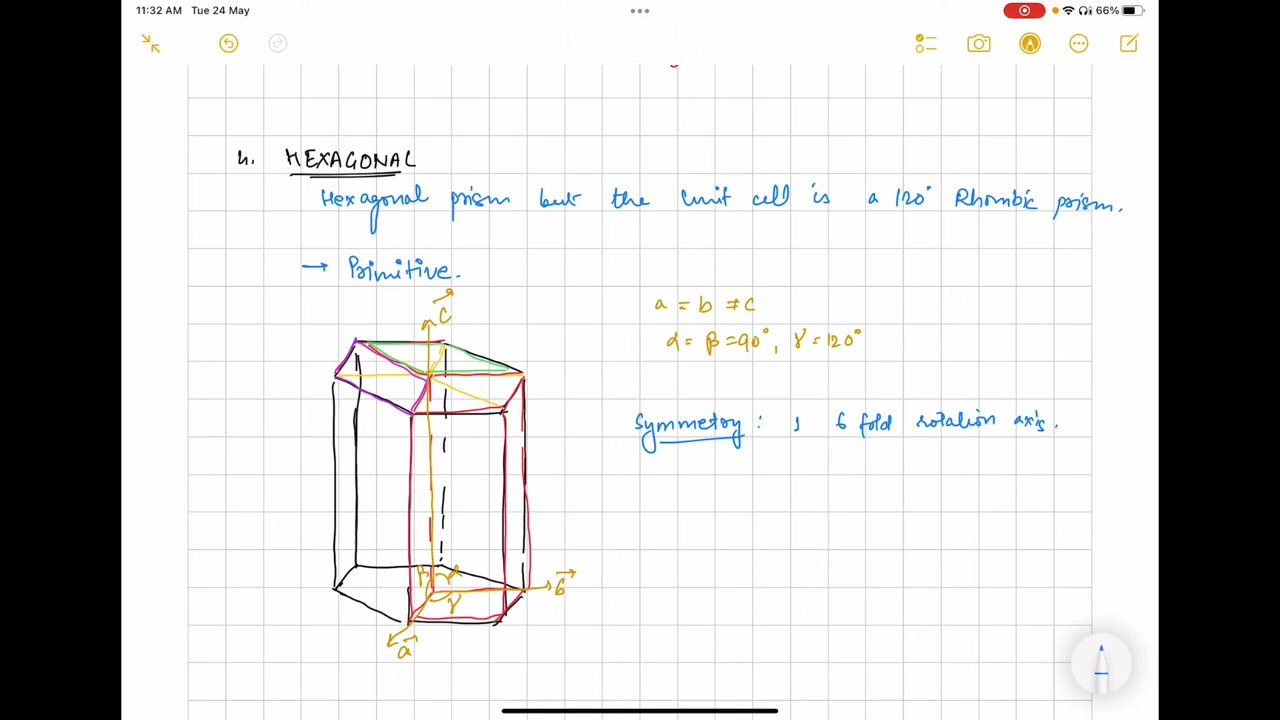 11:32 AM Tue 24 May
66%
4. HEXAGONAL
Hexagonal prism but the unit cell is a 120° Rhombic prism.
→ Primitive.
c
a = b ≠ c
α = β = 90°, γ = 120°
Symmetry : 1 6 fold rotation axis.
β α
γ b
a